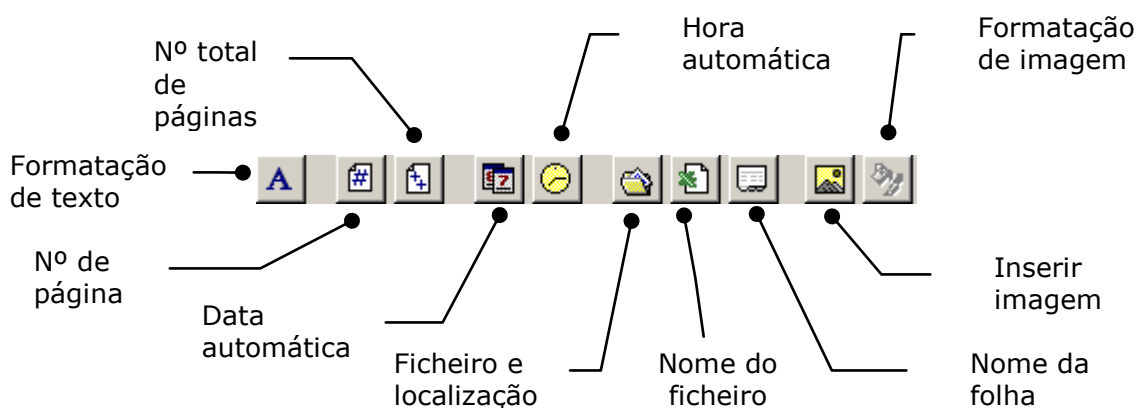 Nº total
de
páginas
Hora
automática
Formatação
de imagem
Formatação
de texto
A
#
Nº de
página
Data
automática
Ficheiro e
localização
Nome do
ficheiro
Nome da
folha
Inserir
imagem